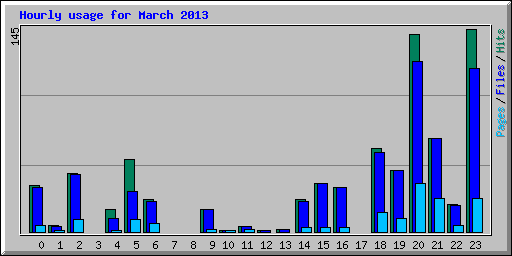 Hourly usage for March 2013
145
Pages / Files / Hits
0 1 2 3 4 5 6 7 8 9 10 11 12 13 14 15 16 17 18 19 20 21 22 23